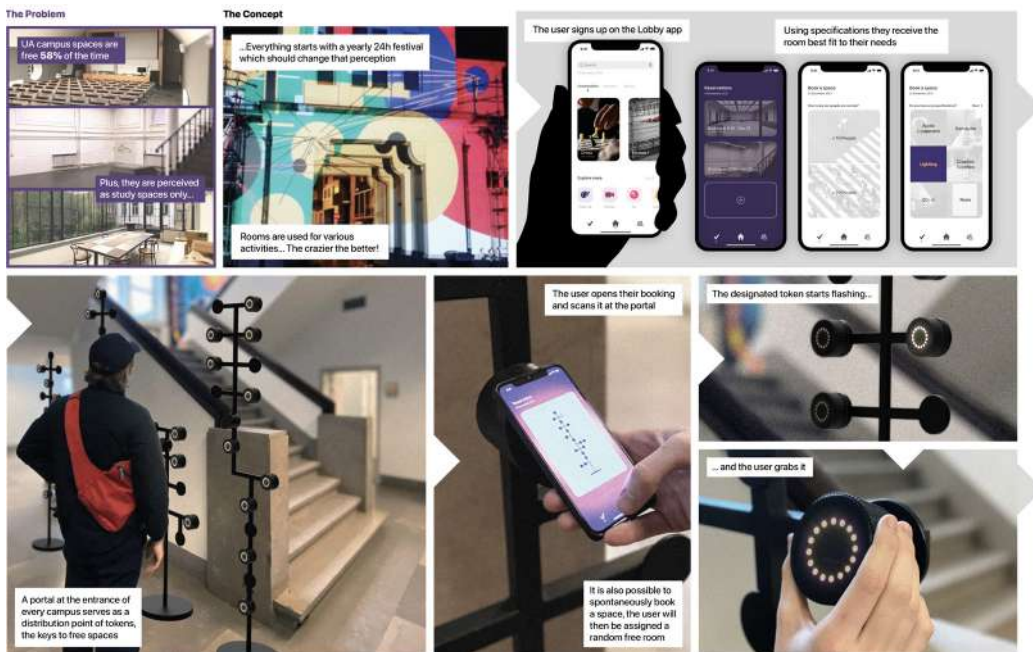 The Problem
UA campus spaces are
free 58% of the time
Plus, they are perceived
as study spaces only...
The Concept
...Everything starts with a yearly 24h festival
which should change that perception
Rooms are used for various
activities... The crazier the better!
The user signs up on the Lobby app
Using specifications they receive the
room best fit to their needs
Book a space
Book a space
Lighting
A portal at the entrance of
every campus serves as a
distribution point of tokens,
the keys to free spaces
The user opens their booking
and scans it at the portal
It is also possible to
spontaneously book
a space, the user will
then be assigned a
random free room
The designated token starts flashing...
... and the user grabs it